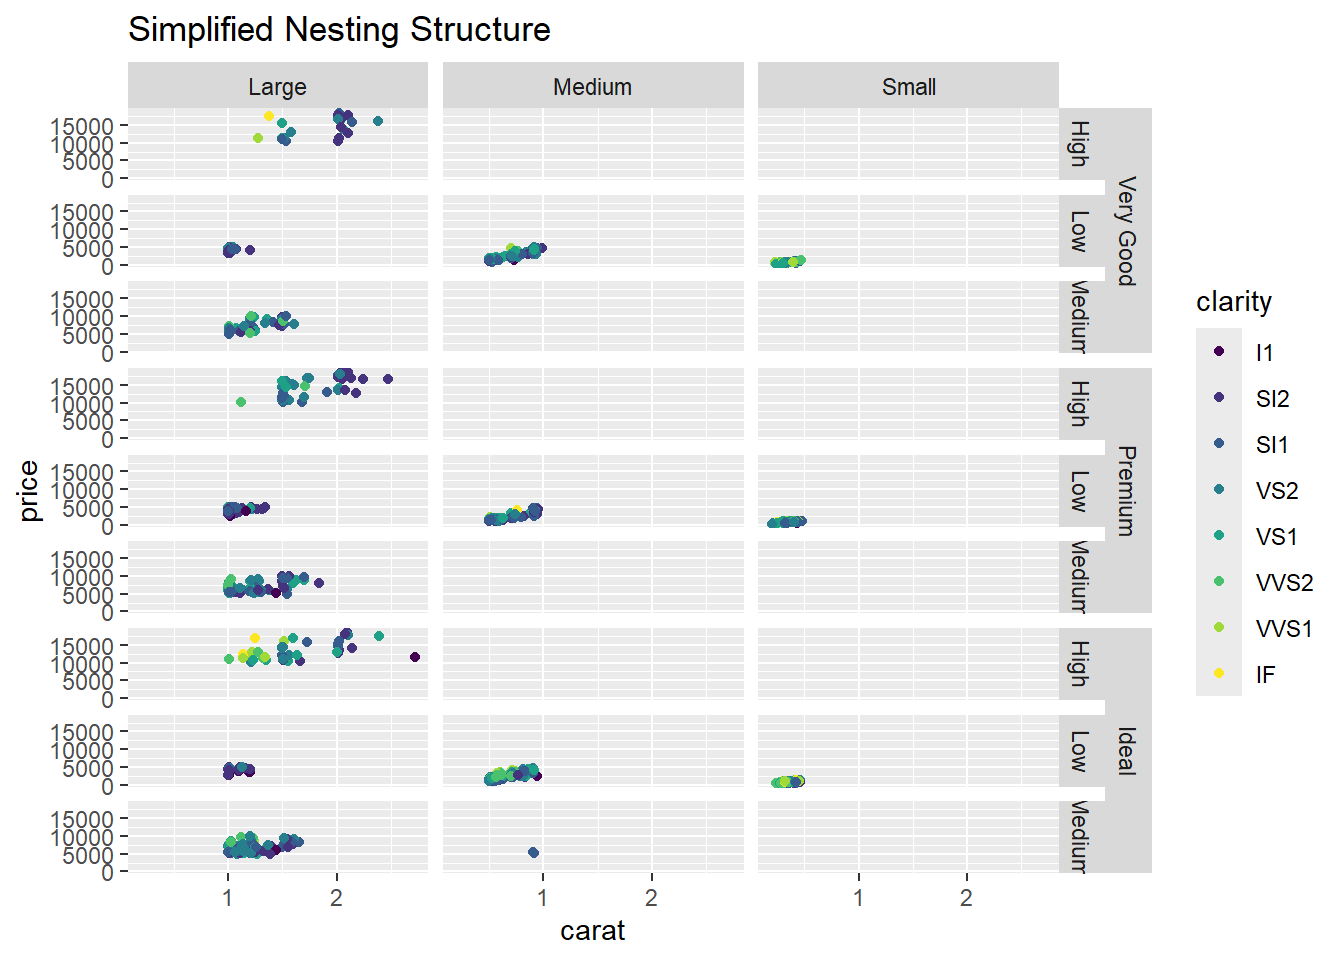 Simplified Nesting Structure
Large Medium Small
15000
10000
5000
0
High
Very Good
15000
10000
5000
0
Low
15000
10000
5000
0
Medium
15000
10000
5000
0
High
Premium
15000
10000
5000
0
Low
15000
10000
5000
0
Medium
15000
10000
5000
0
High
Ideal
15000
10000
5000
0
Low
15000
10000
5000
0
Medium
1 2 1 2 1 2
carat
price
clarity
I1
SI2
SI1
VS2
VS1
VVS2
VVS1
IF